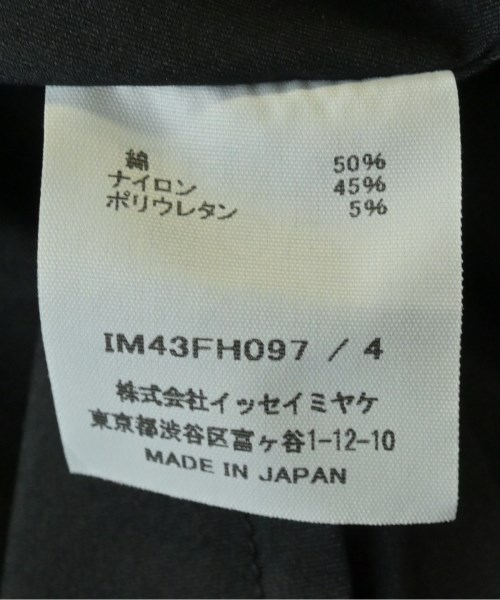 綿 50%
ナイロン 45%
ポリウレタン 5%
IM43FH097 / 4
株式会社イッセイミヤケ
東京都渋谷区富ヶ谷1-12-10
MADE IN JAPAN